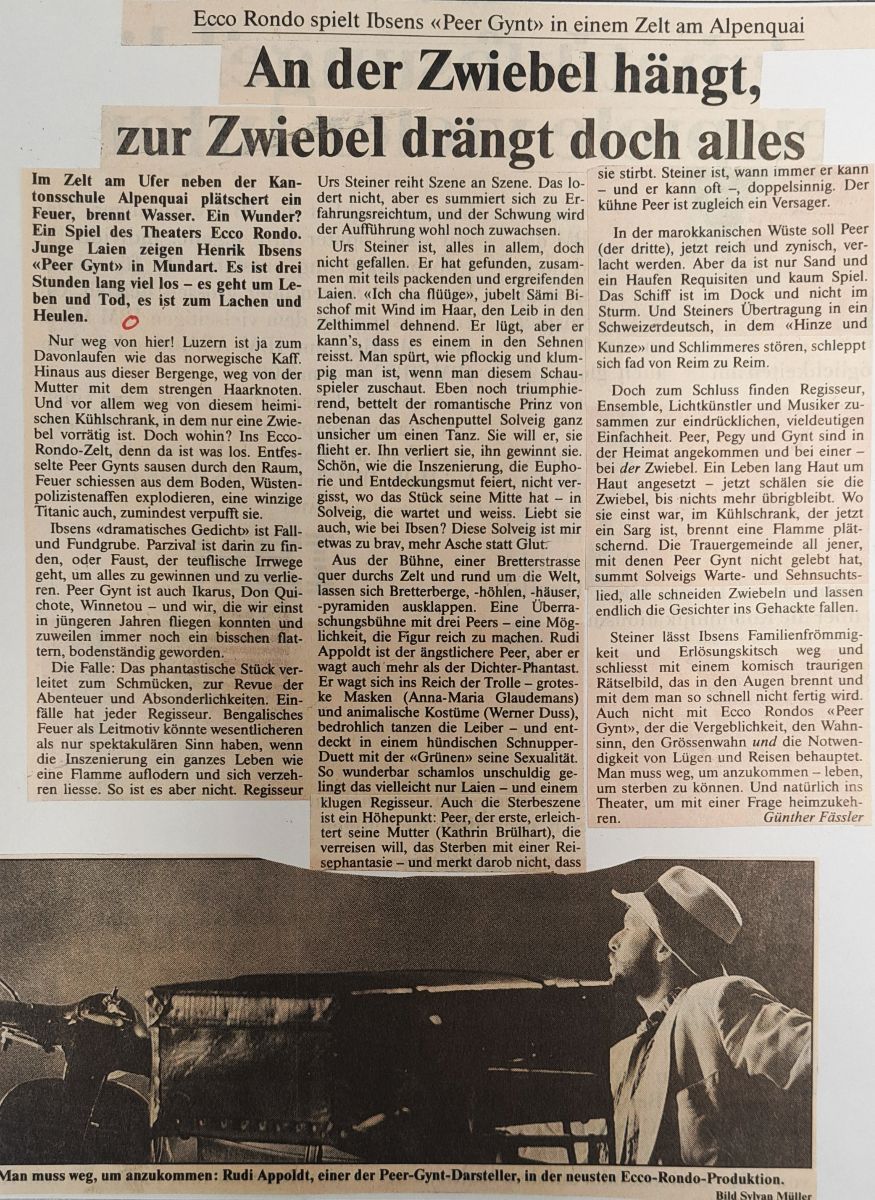 Ecco Rondo spielt Ibsens «Peer Gynt» in einem Zelt am Alpenquai
An der Zwiebel hängt,
zur Zwiebel drängt doch alles
Im Zelt am Ufer neben der Kan-
tonsschule Alpenquai plätschert ein
Feuer, brennt Wasser. Ein Wunder?
Ein Spiel des Theaters Ecco Rondo.
Junge Laien zeigen Henrik Ibsens
«Peer Gynt» in Mundart. Es ist drei
Stunden lang viel los – es geht um Le-
ben und Tod, es ist zum Lachen und
Heulen.
Nur weg von hier! Luzern ist ja zum
Davonlaufen wie das norwegische Kaff.
Hinaus aus dieser Bergenge, weg von der
Mutter mit dem strengen Haarknoten.
Und vor allem weg von diesem heimi-
schen Kühlschrank, in dem nur eine Zwie-
bel vorrätig ist. Doch wohin? Ins Ecco-
Rondo-Zelt, denn da ist was los. Entfes-
selte Peer Gynts sausen durch den Raum,
Feuer schiessen aus dem Boden, Wüsten-
polizistenaffen explodieren, eine winzige
Titanic auch, zumindest verpufft sie.
Ibsens «dramatisches Gedicht» ist Fall-
und Fundgrube. Parzival ist darin zu fin-
den, oder Faust, der teuflische Irrwege
geht, um alles zu gewinnen und zu verlie-
ren. Peer Gynt ist auch Ikarus, Don Qui-
chote, Winnetou – und wir, die wir einst
in jüngeren Jahren fliegen konnten und
zuweilen immer noch ein bisschen flat-
tern, bodenständig geworden.
Die Falle: Das phantastische Stück ver-
leitet zum Schmücken, zur Revue der
Abenteuer und Absonderlichkeiten. Ein-
fälle hat jeder Regisseur. Bengalisches
Feuer als Leitmotiv könnte wesentlicheren
als nur spektakulären Sinn haben, wenn
die Inszenierung ein ganzes Leben wie
eine Flamme auflodern und sich verzeh-
ren liesse. So ist es aber nicht. Regisseur
Urs Steiner reiht Szene an Szene. Das lo-
dert nicht, aber es summiert sich zu Er-
fahrungsreichtum, und der Schwung wird
der Aufführung wohl noch zuwachsen.
Urs Steiner ist, alles in allem, doch
nicht gefallen. Er hat gefunden, zusam-
men mit teils packenden und ergreifenden
Laien. «Ich cha flüüge», jubelt Sämi Bi-
schof mit Wind im Haar, den Leib in den
Zelthimmel dehnend. Er lügt, aber er
kann's, dass es einem in den Sehnen
reisst. Man spürt, wie pflockig und klum-
pig man ist, wenn man diesem Schau-
spieler zuschaut. Eben noch triumphie-
rend, bettelt der romantische Prinz von
nebenan das Aschenputtel Solveig ganz
unsicher um einen Tanz. Sie will er, sie
flieht er. Ihn verliert sie, ihn gewinnt sie.
Schön, wie die Inszenierung, die Eupho-
rie und Entdeckungsmut feiert, nicht ver-
gisst, wo das Stück seine Mitte hat – in
Solveig, die wartet und weiss. Liebt sie
auch, wie bei Ibsen? Diese Solveig ist mir
etwas zu brav, mehr Asche statt Glut.
Aus der Bühne, einer Bretterstrasse
quer durchs Zelt und rund um die Welt,
lassen sich Bretterberge, -höhlen, -häuser,
-pyramiden ausklappen. Eine Überra-
schungsbühne mit drei Peers – eine Mög-
lichkeit, die Figur reich zu machen. Rudi
Appoldt ist der ängstlichere Peer, aber er
wagt auch mehr als der Dichter-Phantast.
Er wagt sich ins Reich der Trolle – grotes-
ke Masken (Anna-Maria Glaudemans)
und animalische Kostüme (Werner Duss),
bedrohlich tanzen die Leiber – und ent-
deckt in einem hündischen Schnupper-
Duett mit der «Grünen» seine Sexualität.
So wunderbar schamlos unschuldig ge-
lingt das vielleicht nur Laien – und einem
klugen Regisseur. Auch die Sterbeszene
ist ein Höhepunkt: Peer, der erste, erleich-
tert seine Mutter (Kathrin Brülhart), die
verreisen will, das Sterben mit einer Rei-
sephantasie – und merkt darob nicht, dass
sie stirbt. Steiner ist, wann immer er kann
– und er kann oft –, doppelsinnig. Der
kühne Peer ist zugleich ein Versager.
In der marokkanischen Wüste soll Peer
(der dritte), jetzt reich und zynisch, ver-
lacht werden. Aber da ist nur Sand und
ein Haufen Requisiten und kaum Spiel.
Das Schiff ist im Dock und nicht im
Sturm. Und Steiners Übertragung in ein
Schweizerdeutsch, in dem «Hinze und
Kunze» und Schlimmeres stören, schleppt
sich fad von Reim zu Reim.
Doch zum Schluss finden Regisseur,
Ensemble, Lichtkünstler und Musiker zu-
sammen zur eindrücklichen, vieldeutigen
Einfachheit. Peer, Pegy und Gynt sind in
der Heimat angekommen und bei einer –
bei der Zwiebel. Ein Leben lang Haut um
Haut angesetzt – jetzt schälen sie die
Zwiebel, bis nichts mehr übrigbleibt. Wo
sie einst war, im Kühlschrank, der jetzt
ein Sarg ist, brennt eine Flamme plät-
schernd. Die Trauergemeinde all jener,
mit denen Peer Gynt nicht gelebt hat,
summt Solveigs Warte- und Sehnsuchts-
lied, alle schneiden Zwiebeln und lassen
endlich die Gesichter ins Gehackte fallen.
Steiner lässt Ibsens Familienfrömmig-
keit und Erlösungskitsch weg und
schliesst mit einem komisch traurigen
Rätselbild, das in den Augen brennt und
mit dem man so schnell nicht fertig wird.
Auch nicht mit Ecco Rondos «Peer
Gynt», der die Vergeblichkeit, den Wahn-
sinn, den Grössenwahn und die Notwen-
digkeit von Lügen und Reisen behauptet.
Man muss weg, um anzukommen – leben,
um sterben zu können. Und natürlich ins
Theater, um mit einer Frage heimzukeh-
ren. Günther Fässler
Man muss weg, um anzukommen: Rudi Appoldt, einer der Peer-Gynt-Darsteller, in der neusten Ecco-Rondo-Produktion.
Bild Sylvan Müller